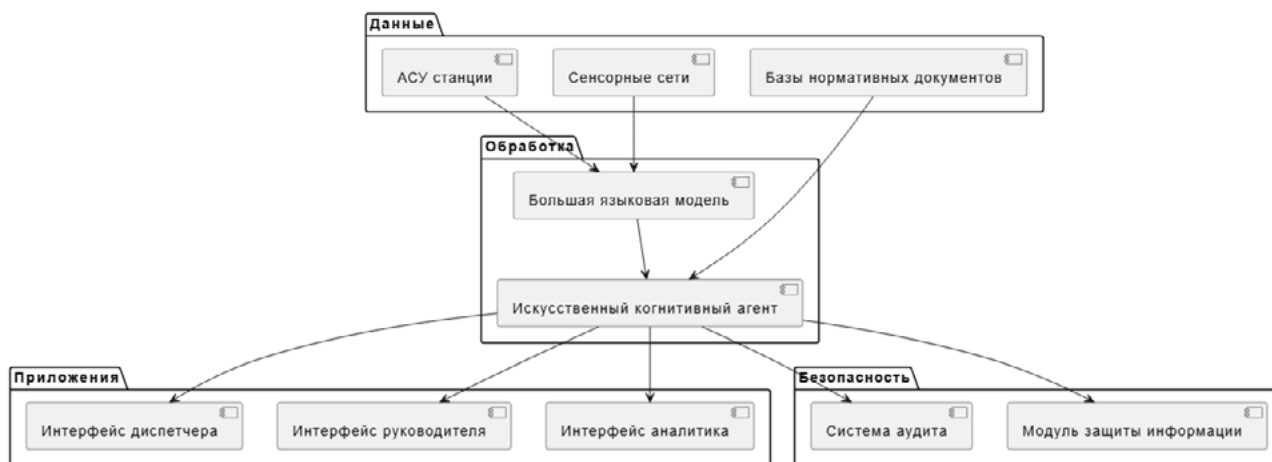 Данные
АСУ станции
Сенсорные сети
Базы нормативных документов
Обработка
Большая языковая модель
Искусственный когнитивный агент
Приложения
Интерфейс диспетчера
Интерфейс руководителя
Интерфейс аналитика
Безопасность
Система аудита
Модуль защиты информации